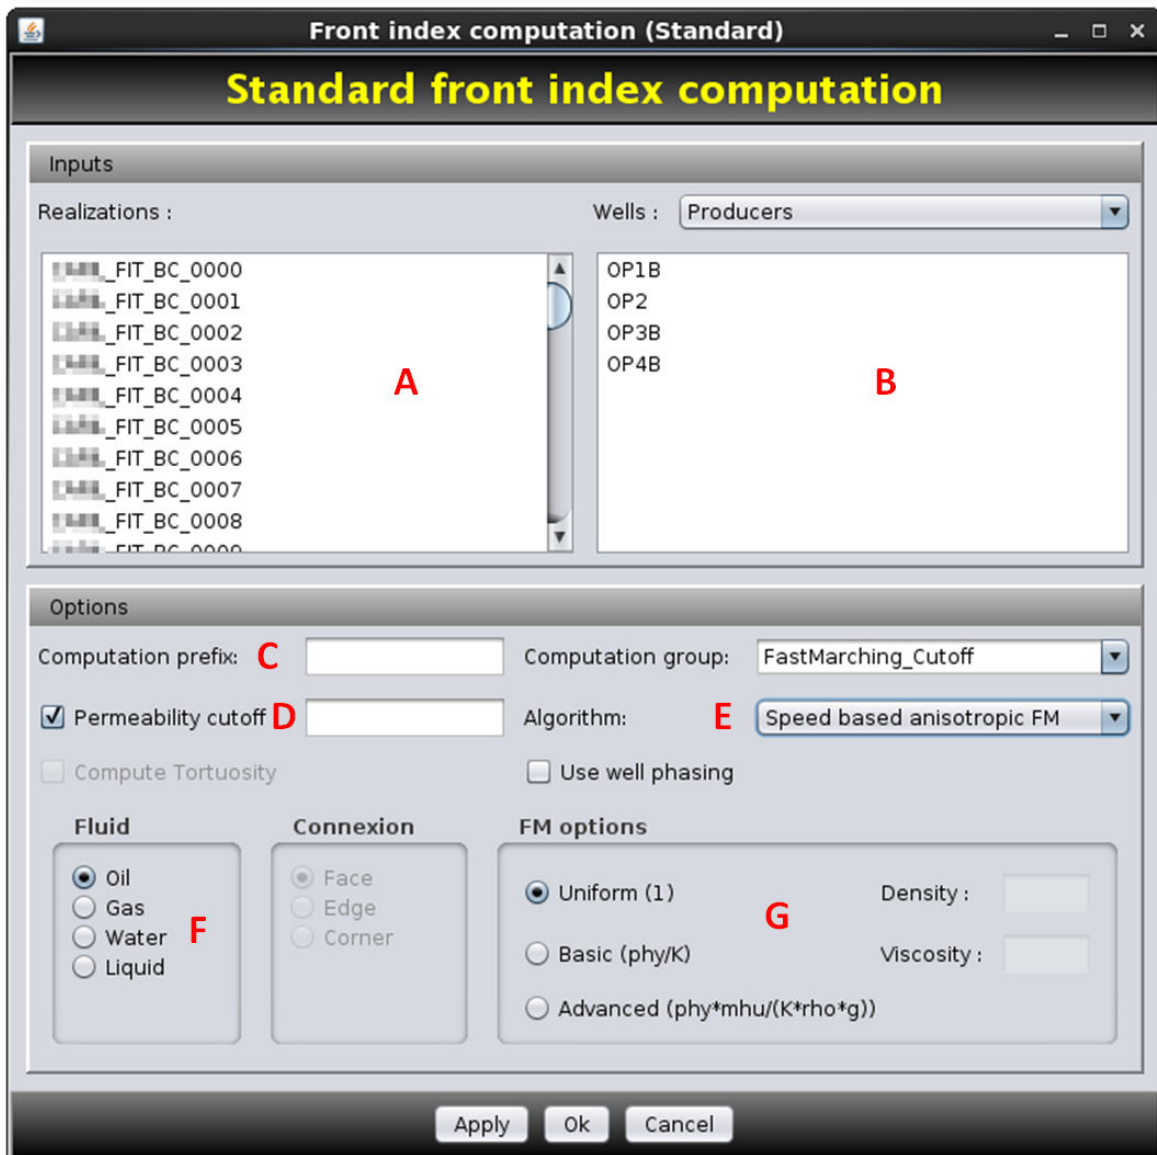 Front index computation (Standard)
Standard front index computation
Inputs
Realizations :
Wells : Producers
_FIT_BC_0000
_FIT_BC_0001
_FIT_BC_0002
_FIT_BC_0003
_FIT_BC_0004
_FIT_BC_0005
_FIT_BC_0006
_FIT_BC_0007
_FIT_BC_0008
_FIT_BC_0009
A
OP1B
OP2
OP3B
OP4B
B
Options
Computation prefix: C
Computation group: FastMarching_Cutoff
Permeability cutoff D
Algorithm: E Speed based anisotropic FM
Compute Tortuosity
Use well phasing
Fluid
Oil
Gas
Water F
Liquid
Connexion
Face
Edge
Corner
FM options
Uniform (1)
Density :
G
Basic (phy/K)
Viscosity :
Advanced (phy*mhu/(K*rho*g))
Apply Ok Cancel